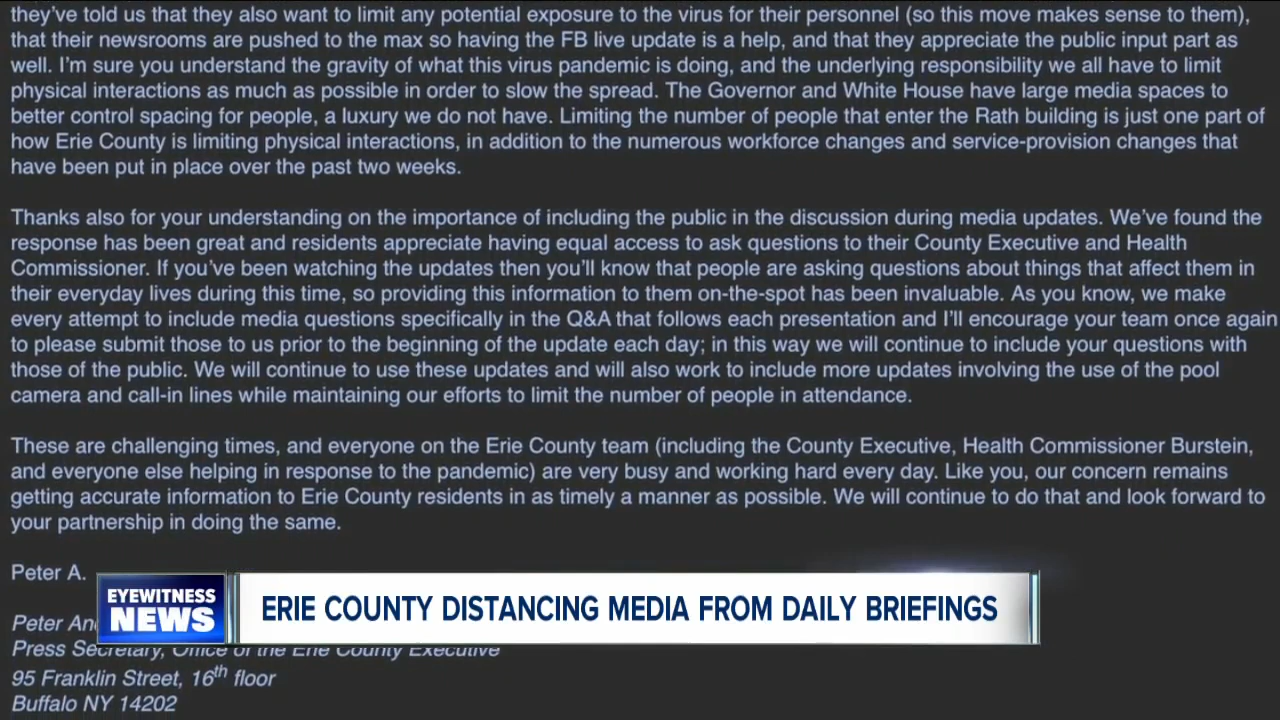 they've told us that they also want to limit any potential exposure to the virus for their personnel (so this move makes sense to them),
that their newsrooms are pushed to the max so having the FB live update is a help, and that they appreciate the public input part as
well. I'm sure you understand the gravity of what this virus pandemic is doing, and the underlying responsibility we all have to limit
physical interactions as much as possible in order to slow the spread. The Governor and White House have large media spaces to
better control spacing for people, a luxury we do not have. Limiting the number of people that enter the Rath building is just one part of
how Erie County is limiting physical interactions, in addition to the numerous workforce changes and service-provision changes that
have been put in place over the past two weeks.
Thanks also for your understanding on the importance of including the public in the discussion during media updates. We've found the
response has been great and residents appreciate having equal access to ask questions to their County Executive and Health
Commissioner. If you've been watching the updates then you'll know that people are asking questions about things that affect them in
their everyday lives during this time, so providing this information to them on-the-spot has been invaluable. As you know, we make
every attempt to include media questions specifically in the Q&A that follows each presentation and I'll encourage your team once again
to please submit those to us prior to the beginning of the update each day; in this way we will continue to include your questions with
those of the public. We will continue to use these updates and will also work to include more updates involving the use of the pool
camera and call-in lines while maintaining our efforts to limit the number of people in attendance.
These are challenging times, and everyone on the Erie County team (including the County Executive, Health Commissioner Burstein,
and everyone else helping in response to the pandemic) are very busy and working hard every day. Like you, our concern remains
getting accurate information to Erie County residents in as timely a manner as possible. We will continue to do that and look forward to
your partnership in doing the same.
Peter A.
EYEWITNESS
NEWS
ERIE COUNTY DISTANCING MEDIA FROM DAILY BRIEFINGS
Peter
Press Secretary, Office of the Erie County Executive
95 Franklin Street, 16th floor
Buffalo NY 14202